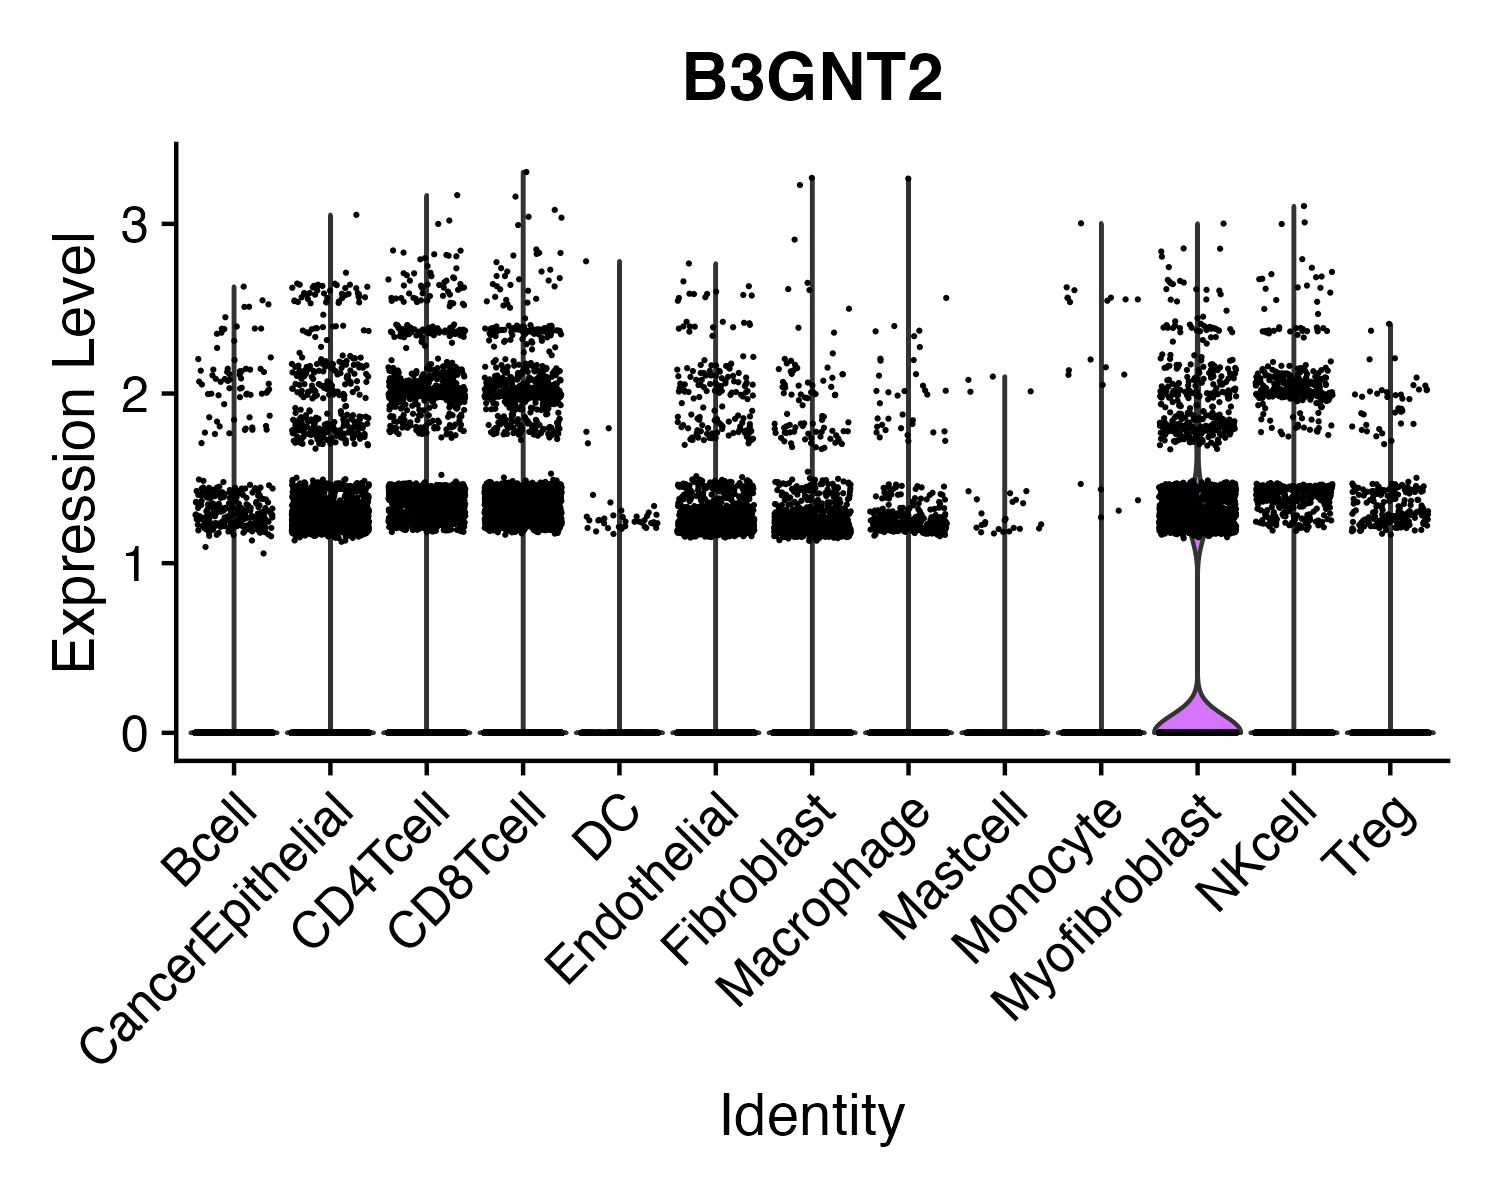 B3GNT2
Expression Level
3
2
1
0
Bcell
CancerEpithelial
CD4Tcell
CD8Tcell
DC
Endothelial
Fibroblast
Macrophage
Mastcell
Monocyte
Myofibroblast
NKcell
Treg
Identity